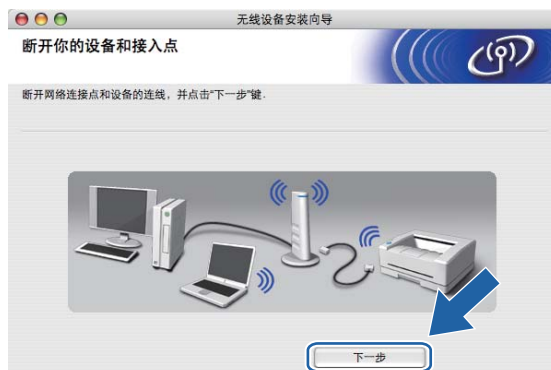 无线设备安装向导
断开你的设备和接入点
断开网络连接点和设备的连线，并点击“下一步”键.
下一步